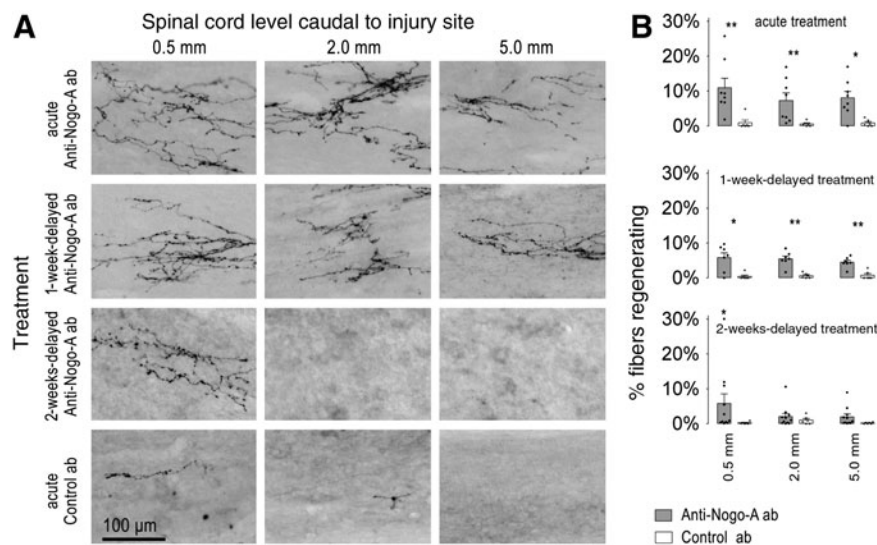 A
Spinal cord level caudal to injury site
0.5 mm
2.0 mm
5.0 mm
Treatment
acute
Anti-Nogo-A ab
1-week-delayed
Anti-Nogo-A ab
2-weeks-delayed
Anti-Nogo-A ab
acute
Control ab
100 µm
B
% fibers regenerating
30%
20%
10%
0%
acute treatment
**
**
*
30%
20%
10%
0%
1-week-delayed treatment
*
**
**
30%
20%
10%
0%
2-weeks-delayed treatment
*
0.5 mm
2.0 mm
5.0 mm
Anti-Nogo-A ab
Control ab